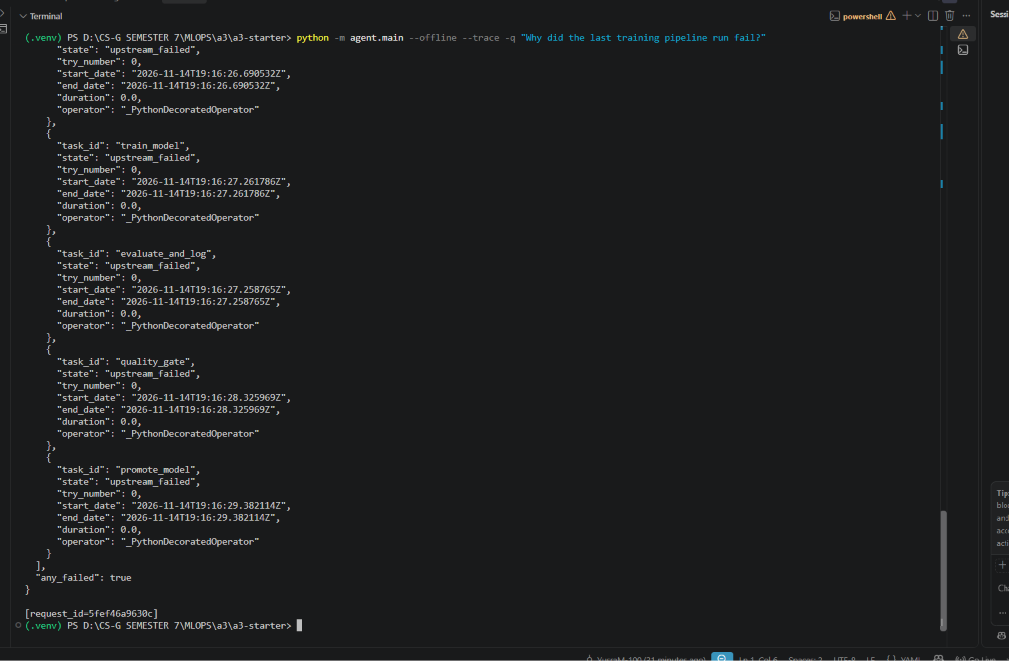 Terminal
powershell
Sessi
(.venv) PS D:\CS-G SEMESTER 7\MLOPS\a3\a3-starter> python -m agent.main --offline --trace -q "Why did the last training pipeline run fail?"
"state": "upstream_failed",
"try_number": 0,
"start_date": "2026-11-14T19:16:26.690532Z",
"end_date": "2026-11-14T19:16:26.690532Z",
"duration": 0.0,
"operator": "_PythonDecoratedOperator"
},
{
"task_id": "train_model",
"state": "upstream_failed",
"try_number": 0,
"start_date": "2026-11-14T19:16:27.261786Z",
"end_date": "2026-11-14T19:16:27.261786Z",
"duration": 0.0,
"operator": "_PythonDecoratedOperator"
},
{
"task_id": "evaluate_and_log",
"state": "upstream_failed",
"try_number": 0,
"start_date": "2026-11-14T19:16:27.258765Z",
"end_date": "2026-11-14T19:16:27.258765Z",
"duration": 0.0,
"operator": "_PythonDecoratedOperator"
},
{
"task_id": "quality_gate",
"state": "upstream_failed",
"try_number": 0,
"start_date": "2026-11-14T19:16:28.325969Z",
"end_date": "2026-11-14T19:16:28.325969Z",
"duration": 0.0,
"operator": "_PythonDecoratedOperator"
},
{
"task_id": "promote_model",
"state": "upstream_failed",
"try_number": 0,
"start_date": "2026-11-14T19:16:29.382114Z",
"end_date": "2026-11-14T19:16:29.382114Z",
"duration": 0.0,
"operator": "_PythonDecoratedOperator"
}
],
"any_failed": true
}
[request_id=5fef46a9630c]
(.venv) PS D:\CS-G SEMESTER 7\MLOPS\a3\a3-starter>
Tip:
and